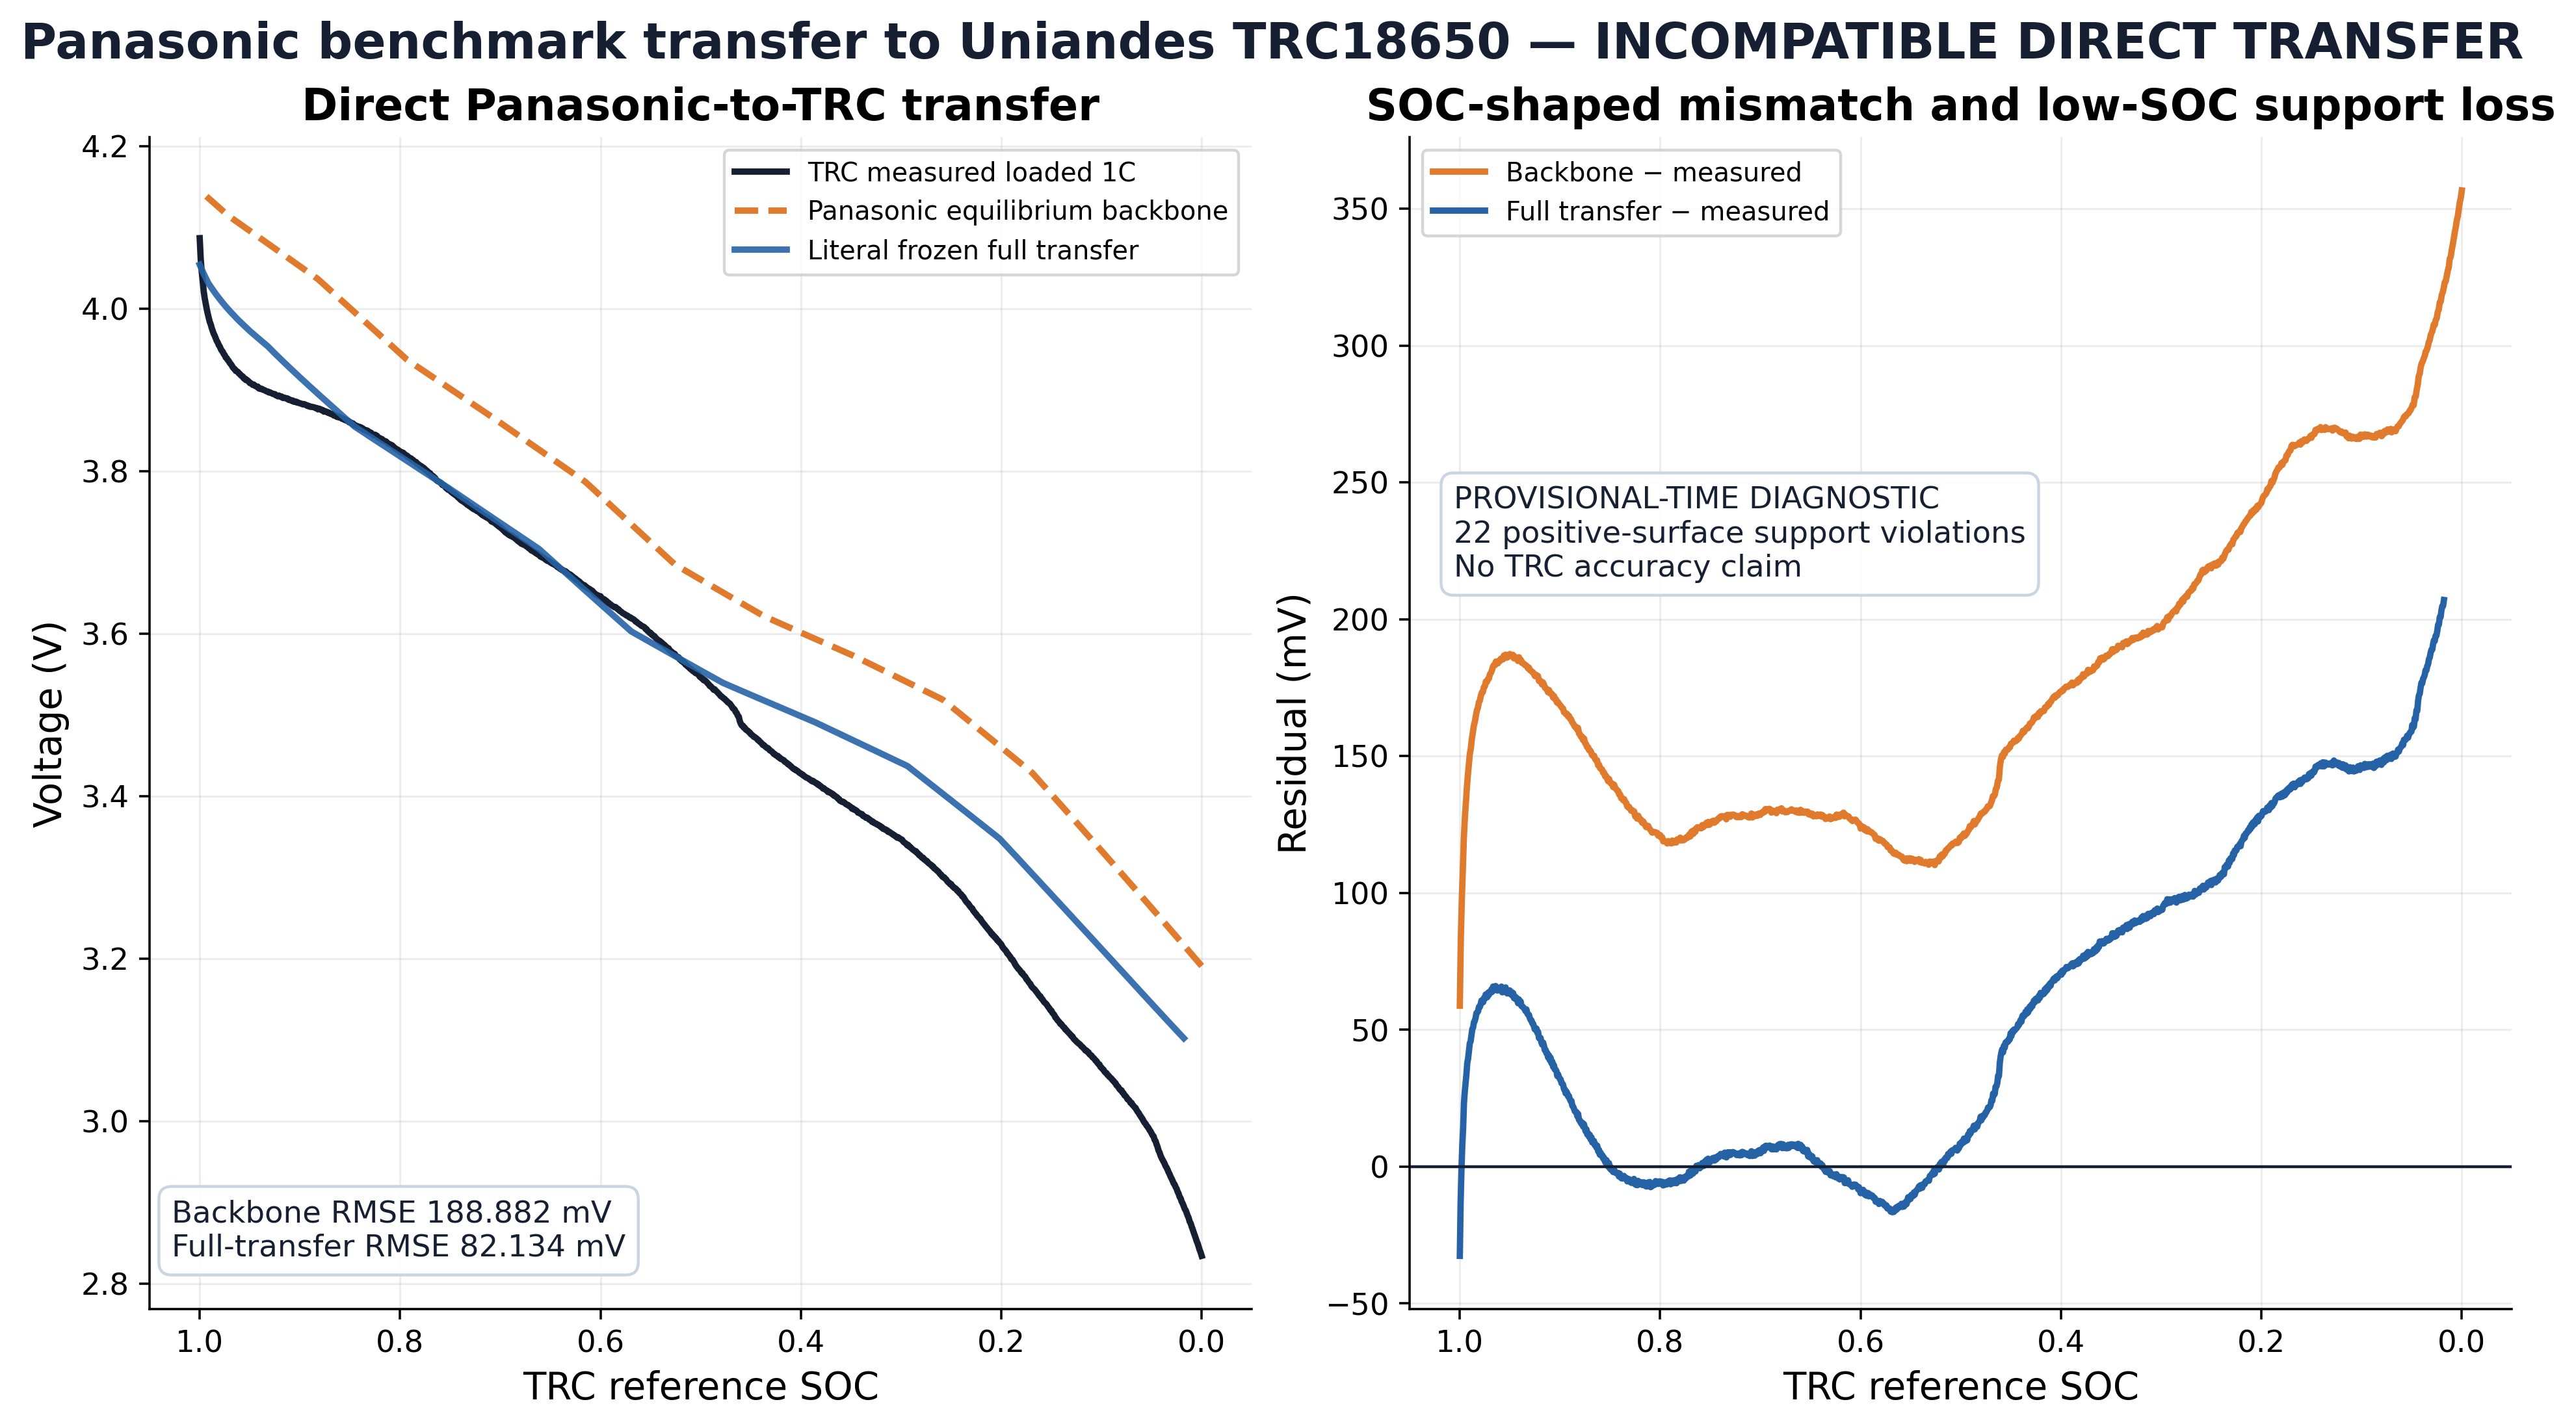 Panasonic benchmark transfer to Uniandes TRC18650 — INCOMPATIBLE DIRECT TRANSFER
Direct Panasonic-to-TRC transfer
4.2
4.0
3.8
3.6
3.4
3.2
3.0
2.8
Voltage (V)
TRC measured loaded 1C
Panasonic equilibrium backbone
Literal frozen full transfer
Backbone RMSE 188.882 mV
Full-transfer RMSE 82.134 mV
1.0 0.8 0.6 0.4 0.2 0.0
TRC reference SOC
SOC-shaped mismatch and low-SOC support loss
350
300
250
200
150
100
50
0
−50
Residual (mV)
Backbone − measured
Full transfer − measured
PROVISIONAL-TIME DIAGNOSTIC
22 positive-surface support violations
No TRC accuracy claim
1.0 0.8 0.6 0.4 0.2 0.0
TRC reference SOC